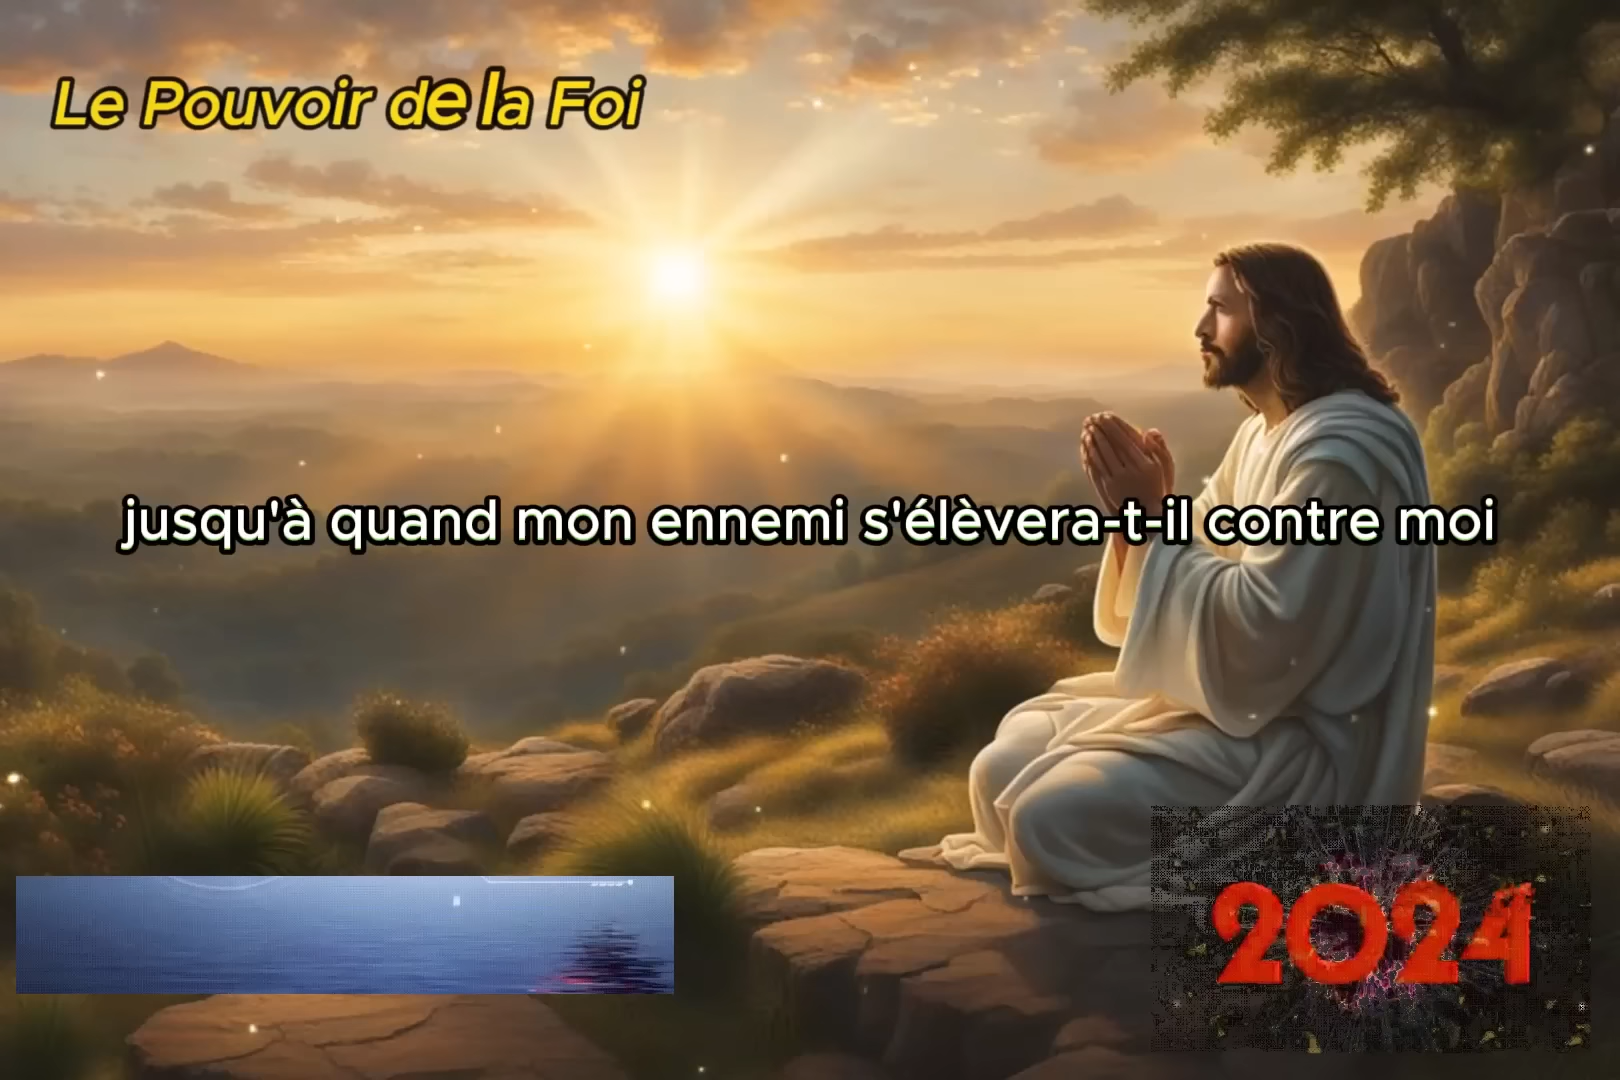 Le Pouvoir de la Foi
jusqu'à quand mon ennemi s'élèvera-t-il contre moi
2024